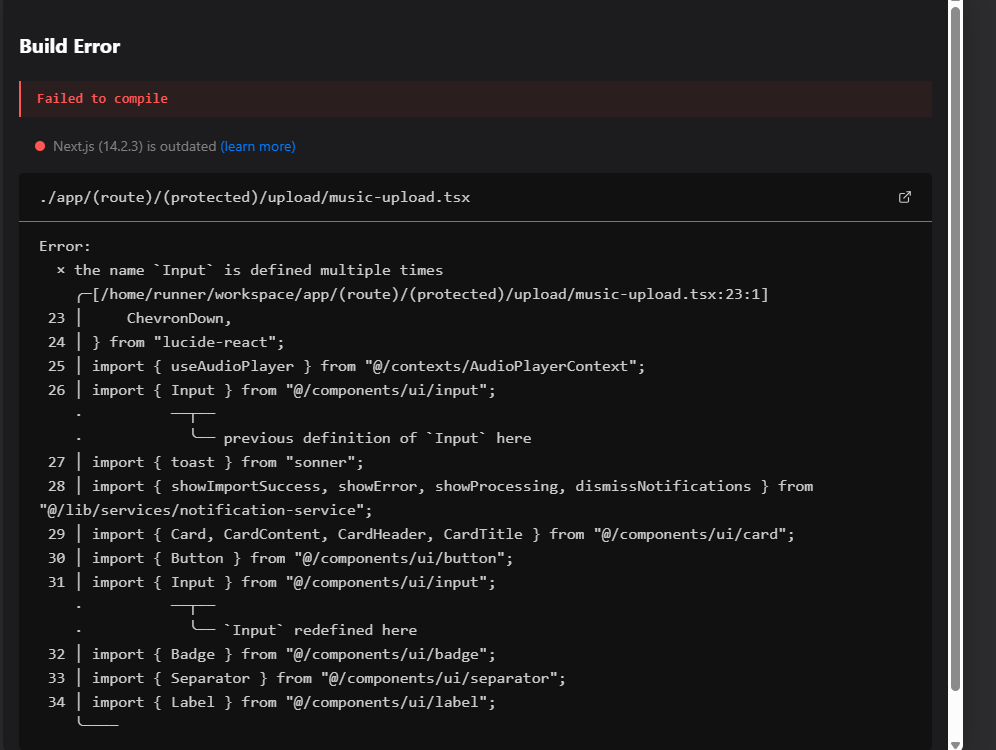 Build Error
Failed to compile
Next.js (14.2.3) is outdated (learn more)
./app/(route)/(protected)/upload/music-upload.tsx
Error:
× the name `Input` is defined multiple times
╭─[/home/runner/workspace/app/(route)/(protected)/upload/music-upload.tsx:23:1]
23 │     ChevronDown,
24 │ } from "lucide-react";
25 │ import { useAudioPlayer } from "@/contexts/AudioPlayerContext";
26 │ import { Input } from "@/components/ui/input";
·          ──┬──
·            ╰── previous definition of `Input` here
27 │ import { toast } from "sonner";
28 │ import { showImportSuccess, showError, showProcessing, dismissNotifications } from
"@/lib/services/notification-service";
29 │ import { Card, CardContent, CardHeader, CardTitle } from "@/components/ui/card";
30 │ import { Button } from "@/components/ui/button";
31 │ import { Input } from "@/components/ui/input";
·          ──┬──
·            ╰── `Input` redefined here
32 │ import { Badge } from "@/components/ui/badge";
33 │ import { Separator } from "@/components/ui/separator";
34 │ import { Label } from "@/components/ui/label";
╰────